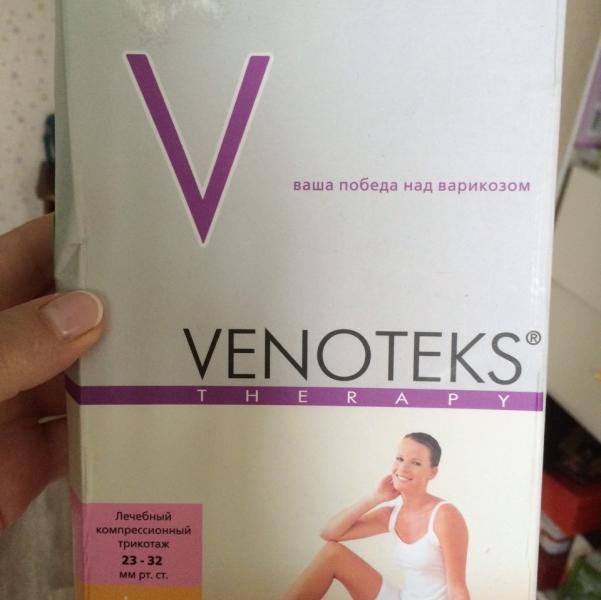 V
ваша победа над варикозом
VENOTEKS®
THERAPY
Лечебный
компрессионный
трикотаж
23 - 32
мм рт. ст.